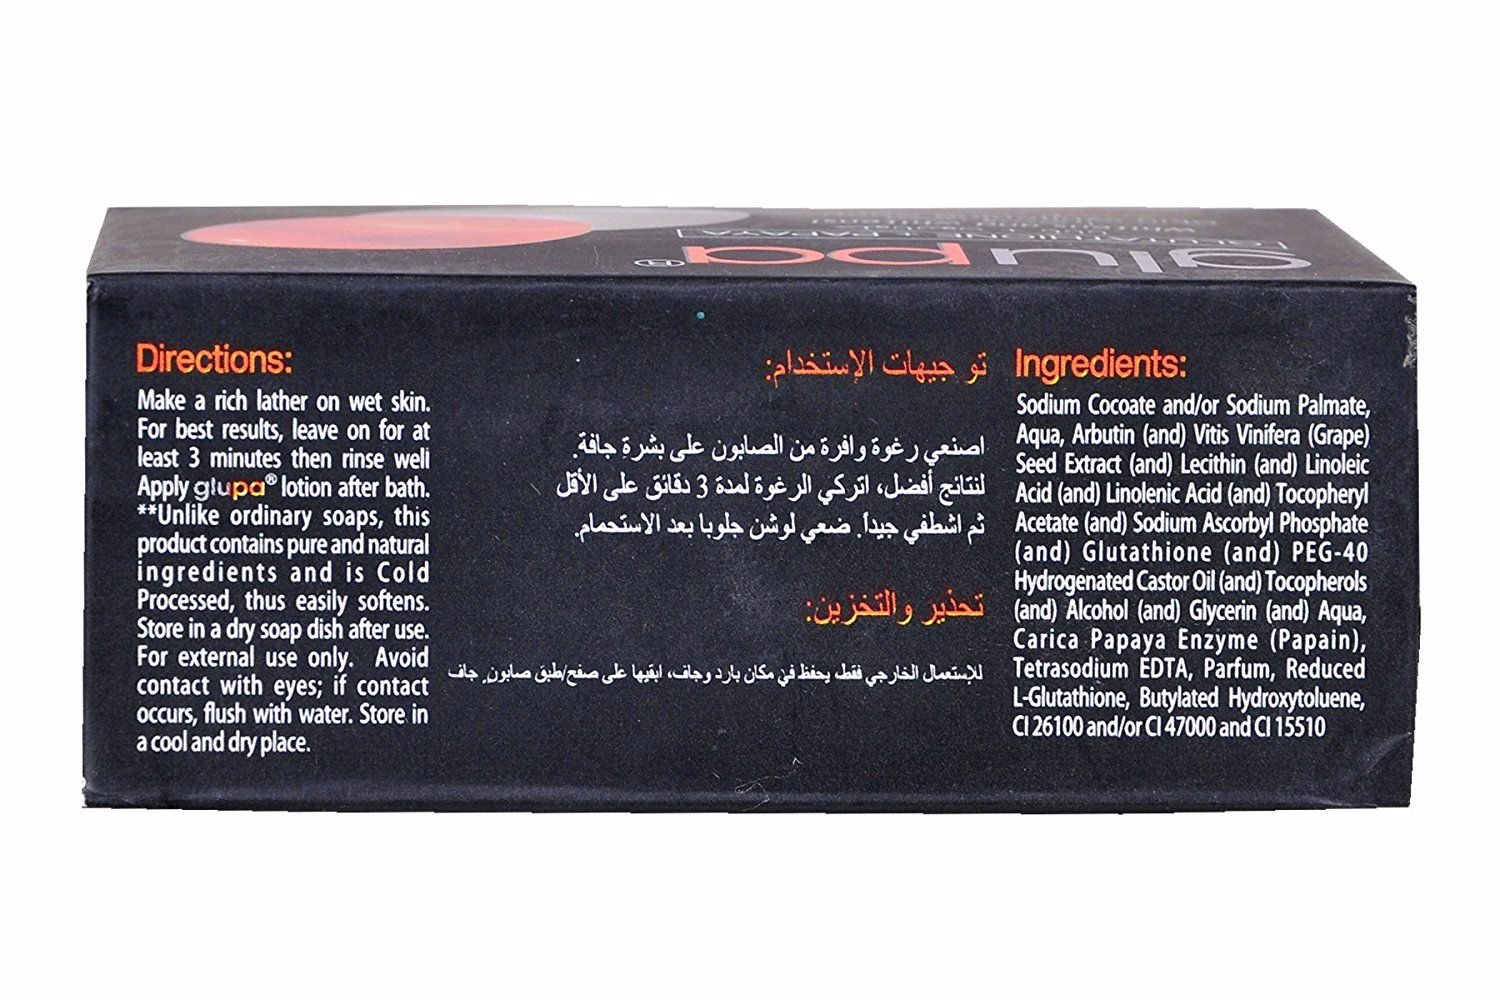 glupa®
GLUTATHIONE + PAPAYA
Directions:
Make a rich lather on wet skin.
For best results, leave on for at
least 3 minutes then rinse well
Apply glupa® lotion after bath.
**Unlike ordinary soaps, this
product contains pure and natural
ingredients and is Cold
Processed, thus easily softens.
Store in a dry soap dish after use.
For external use only. Avoid
contact with eyes; if contact
occurs, flush with water. Store in
a cool and dry place.
تو جيهات الإستخدام:
اصنعي رغوة وافرة من الصابون على بشرة جافة.
لنتائج أفضل، اتركي الرغوة لمدة 3 دقائق على الأقل
ثم اشطفي جيداً. ضعي لوشن جلوبا بعد الاستحمام.
تحذير والتخزين:
للإستعمال الخارجي فقط، يحفظ في مكان بارد وجاف، ابقيها على صفح/طبق صابون. جاف
Ingredients:
Sodium Cocoate and/or Sodium Palmate,
Aqua, Arbutin (and) Vitis Vinifera (Grape)
Seed Extract (and) Lecithin (and) Linoleic
Acid (and) Linolenic Acid (and) Tocopheryl
Acetate (and) Sodium Ascorbyl Phosphate
(and) Glutathione (and) PEG-40
Hydrogenated Castor Oil (and) Tocopherols
(and) Alcohol (and) Glycerin (and) Aqua,
Carica Papaya Enzyme (Papain),
Tetrasodium EDTA, Parfum, Reduced
L-Glutathione, Butylated Hydroxytoluene,
CI 26100 and/or CI 47000 and CI 15510